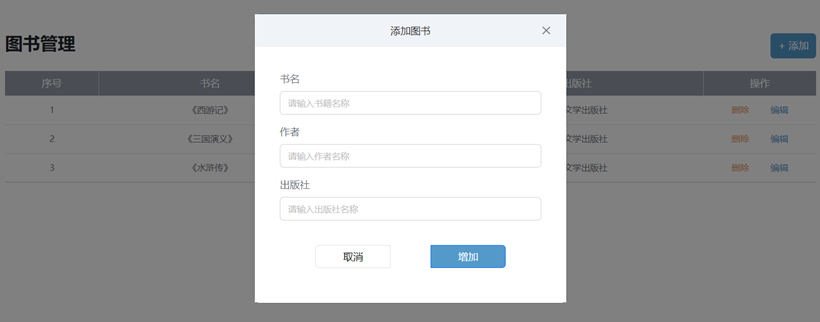 添加图书
图书管理
+ 添加
序号 书名 出版社 操作
1 《西游记》 文学出版社 删除 编辑
2 《三国演义》 文学出版社 删除 编辑
3 《水浒传》 文学出版社 删除 编辑
书名
请输入书籍名称
作者
请输入作者名称
出版社
请输入出版社名称
取消 增加